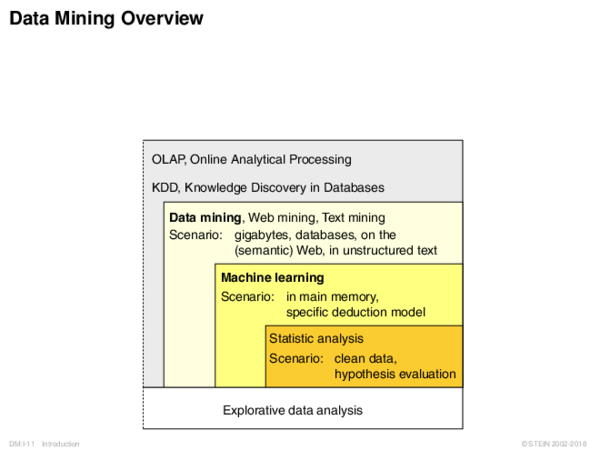 Data Mining Overview
OLAP, Online Analytical Processing
KDD, Knowledge Discovery in Databases
Data mining, Web mining, Text mining
Scenario: gigabytes, databases, on the
(semantic) Web, in unstructured text
Machine learning
Scenario: in main memory,
specific deduction model
Statistic analysis
Scenario: clean data,
hypothesis evaluation
Explorative data analysis
DM:I-11 Introduction
© STEIN 2002-2018